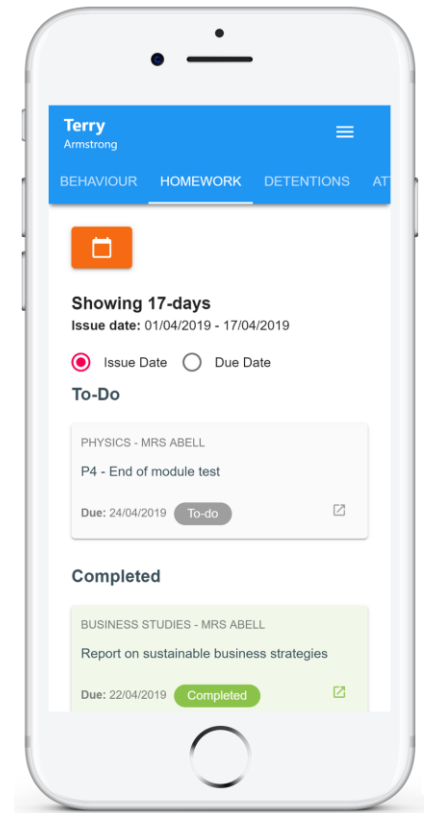 Terry
Armstrong
BEHAVIOUR HOMEWORK DETENTIONS AT
Showing 17-days
Issue date: 01/04/2019 - 17/04/2019
Issue Date Due Date
To-Do
PHYSICS - MRS ABELL
P4 - End of module test
Due: 24/04/2019 To-do
Completed
BUSINESS STUDIES - MRS ABELL
Report on sustainable business strategies
Due: 22/04/2019 Completed